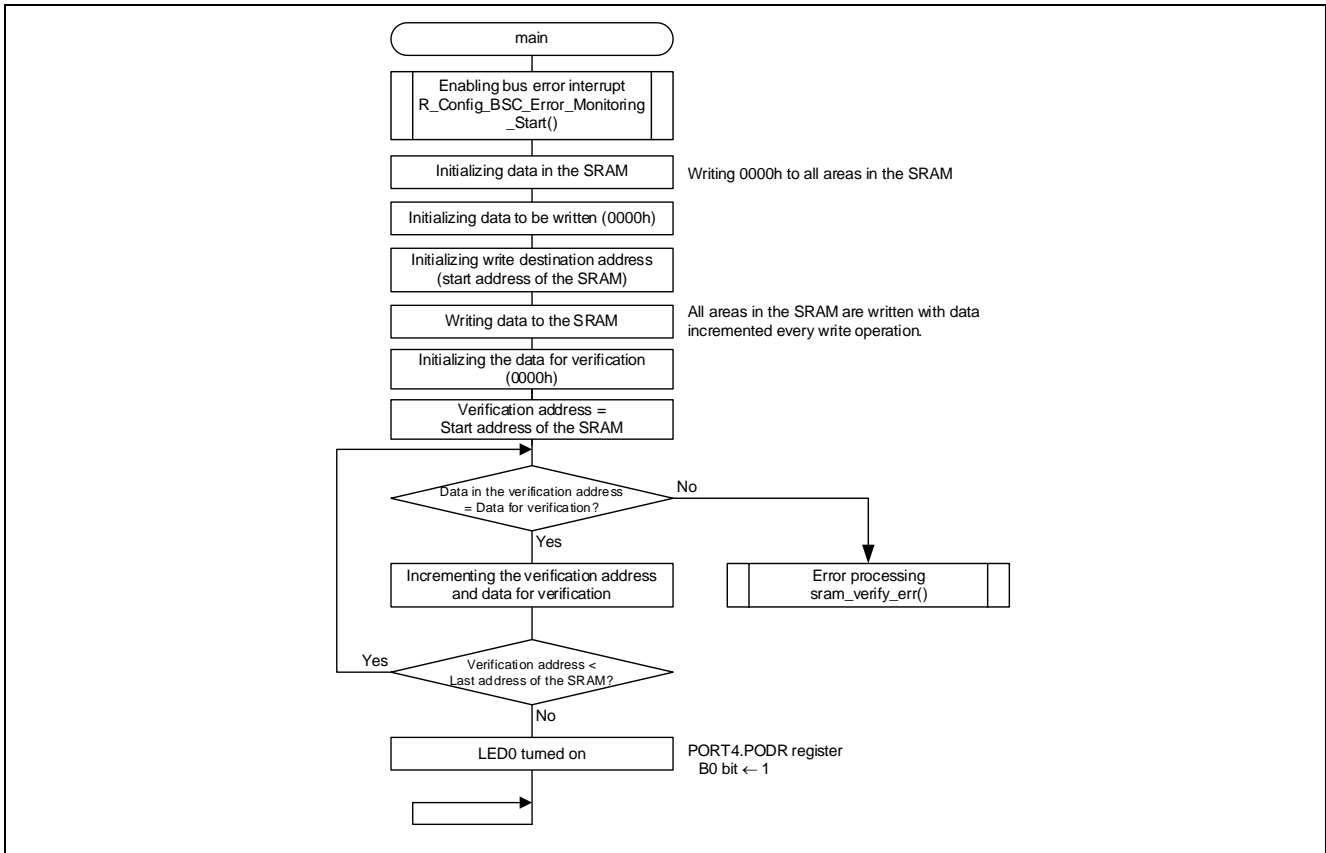 main
Enabling bus error interrupt
R_Config_BSC_Error_Monitoring
_Start()
Initializing data in the SRAM
Writing 0000h to all areas in the SRAM
Initializing data to be written (0000h)
Initializing write destination address
(start address of the SRAM)
Writing data to the SRAM
All areas in the SRAM are written with data
incremented every write operation.
Initializing the data for verification
(0000h)
Verification address =
Start address of the SRAM
Data in the verification address
= Data for verification?
No
Yes
Incrementing the verification address
and data for verification
Error processing
sram_verify_err()
Yes
Verification address <
Last address of the SRAM?
No
LED0 turned on
PORT4.PODR register
B0 bit ← 1